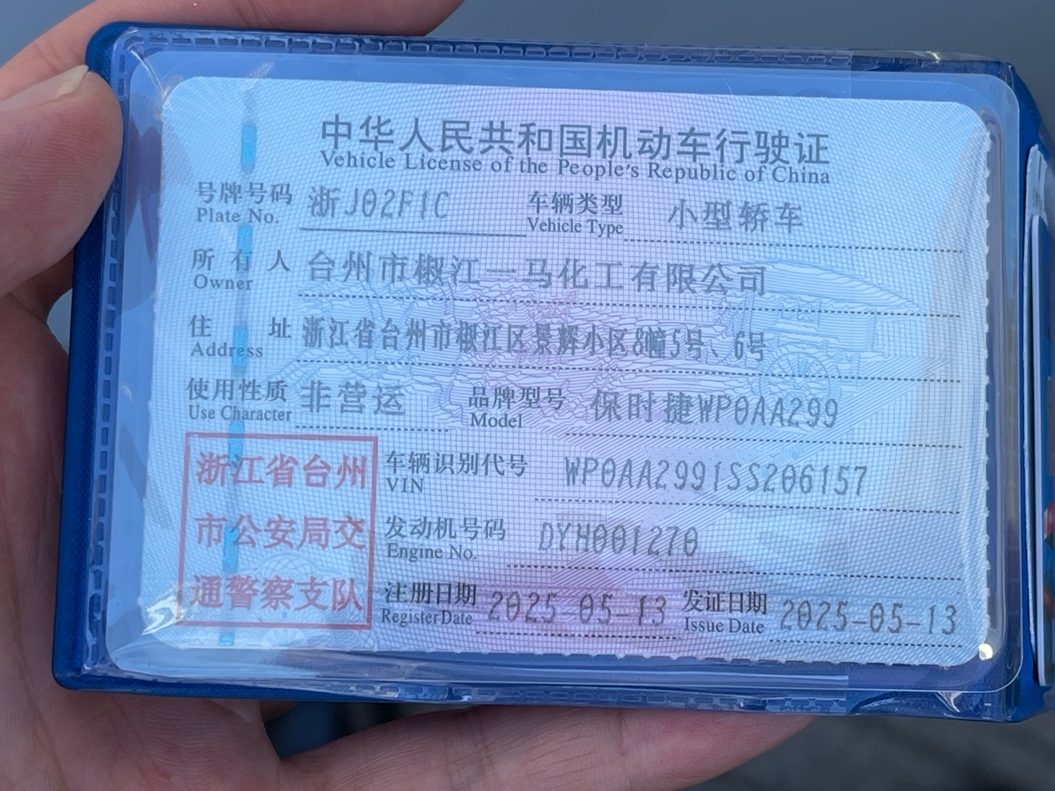 中华人民共和国机动车行驶证
Vehicle License of the People's Republic of China
号牌号码 浙J02F1C 车辆类型 小型轿车
Plate No. Vehicle Type
所有人 台州市椒江一马化工有限公司
Owner
住址 浙江省台州市椒江区景辉小区8幢5号、6号
Address
使用性质 非营运 品牌型号 保时捷WP0AA299
Use Character Model
浙江省台州
市公安局交
通警察支队
车辆识别代号 WP0AA2991SS206157
VIN
发动机号码 DYH001270
Engine No.
注册日期 2025-05-13 发证日期 2025-05-13
Register Date Issue Date